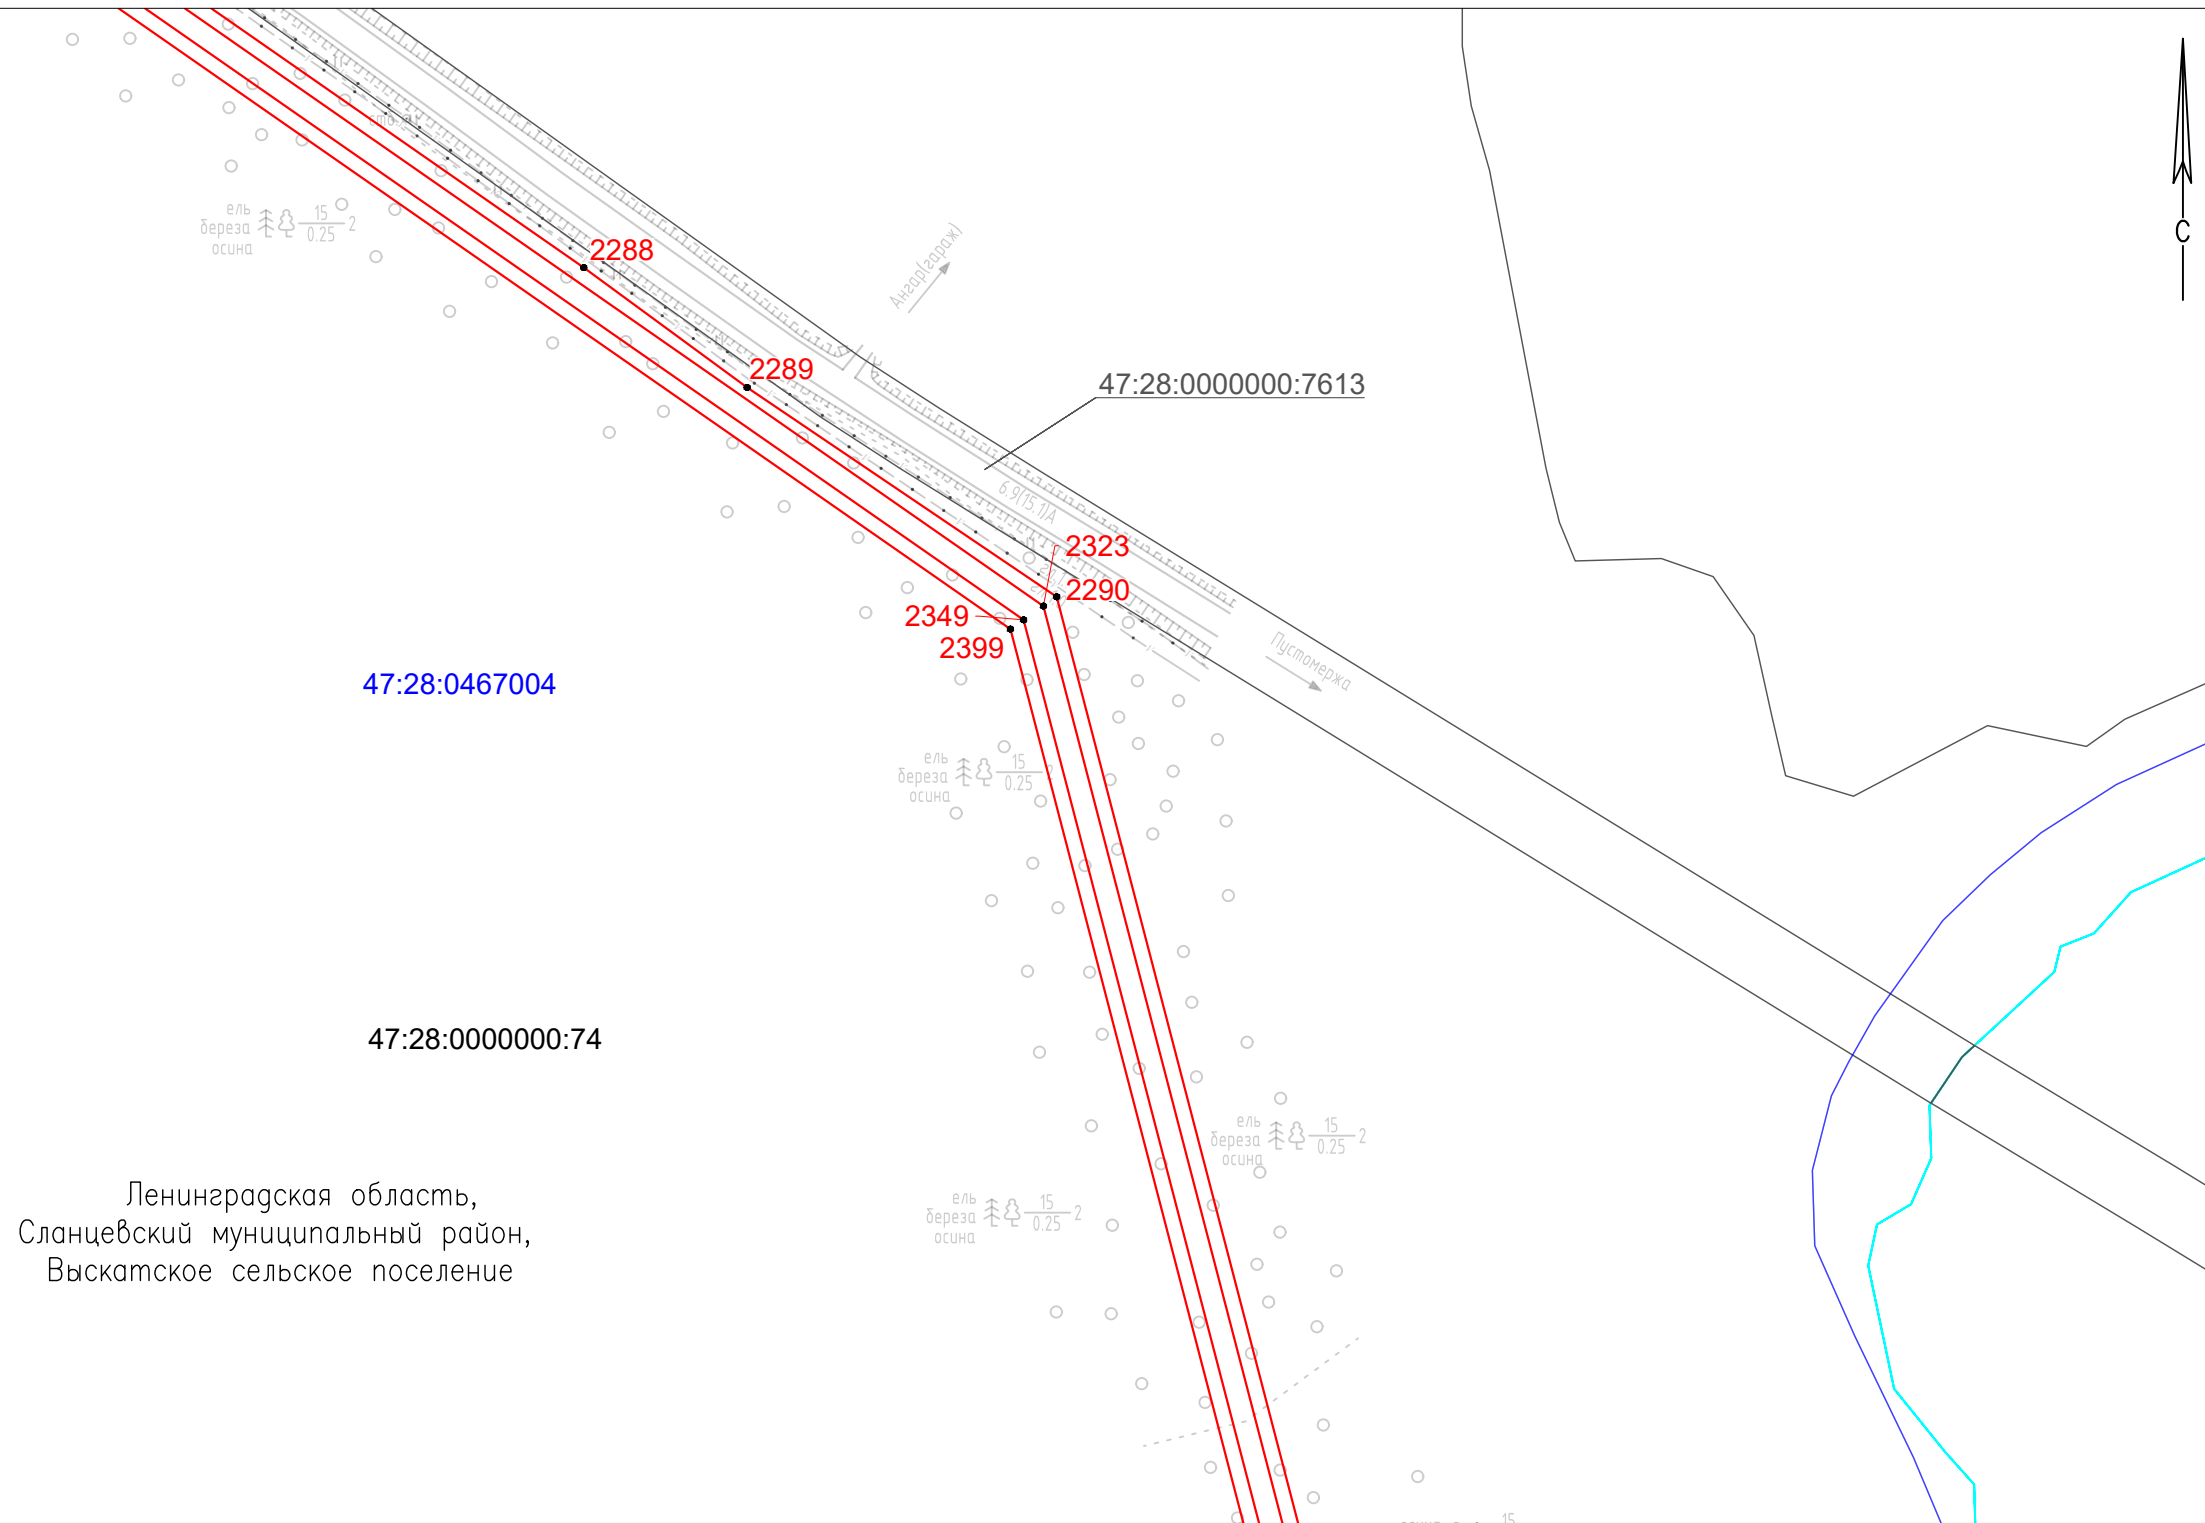 С
ель
береза
осина
15
0.25
2
2288
Ангар(гараж)
2289
47:28:0000000:7613
6.9(15.1)А
2323
2290
2349
2399
Пустомержа
47:28:0467004
ель
береза
осина
15
0.25
2
47:28:0000000:74
ель
береза
осина
15
0.25
2
Ленинградская область,
Сланцевский муниципальный район,
Выскатское сельское поселение
ель
береза
осина
15
0.25
2
15